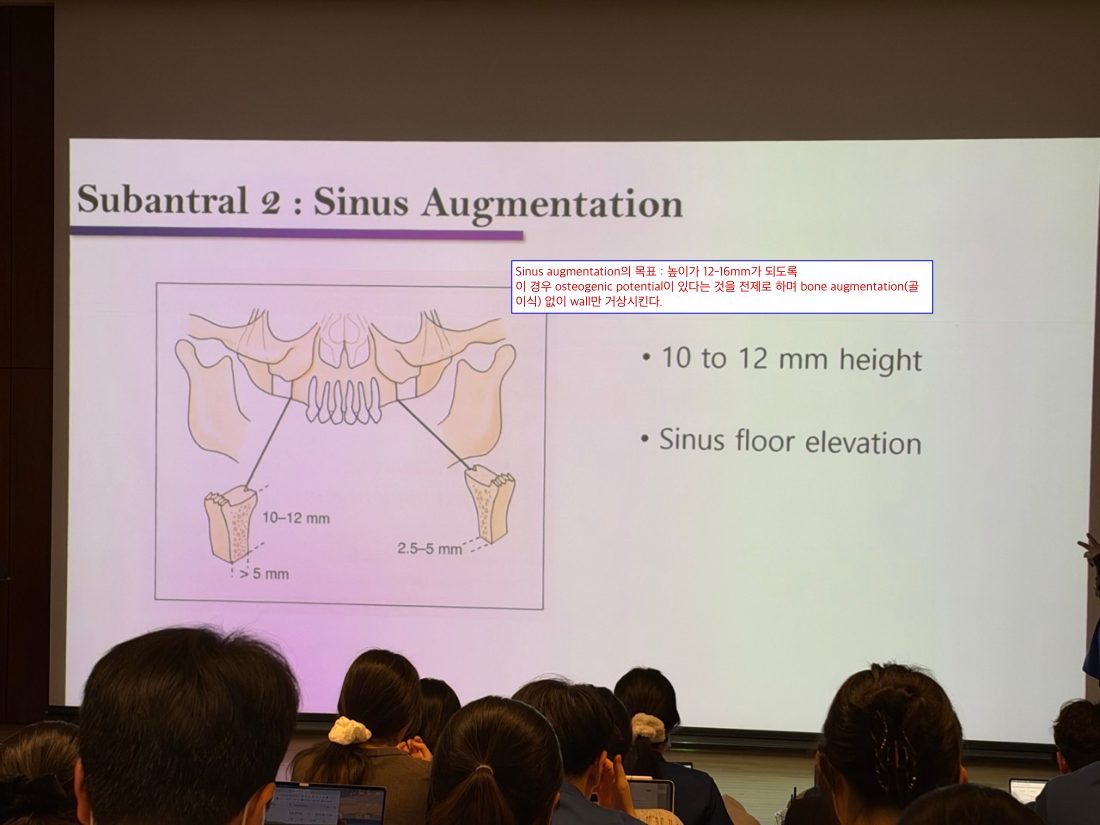 Subantral 2 : Sinus Augmentation
Sinus augmentation의 목표 : 높이가 12-16mm가 되도록
이 경우 osteogenic potential이 있다는 것을 전제로 하며 bone augmentation(골
이식) 없이 wall만 거상시킨다.
• 10 to 12 mm height
• Sinus floor elevation
10–12 mm
2.5–5 mm
> 5 mm